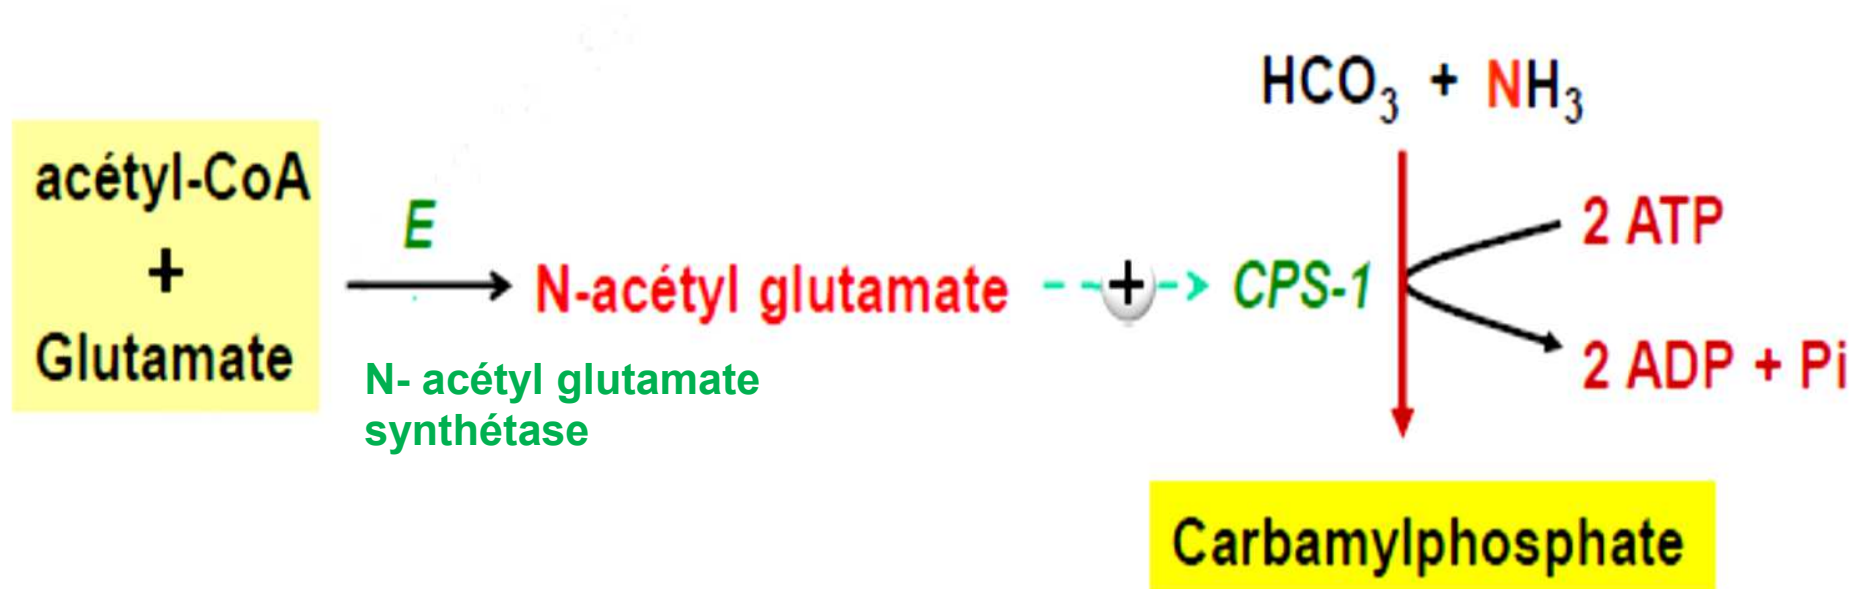 acétyl-CoA
+
Glutamate
E
N-acétyl glutamate
N- acétyl glutamate
synthétase
+
CPS-1
HCO₃ + NH₃
2 ATP
2 ADP + Pi
Carbamylphosphate